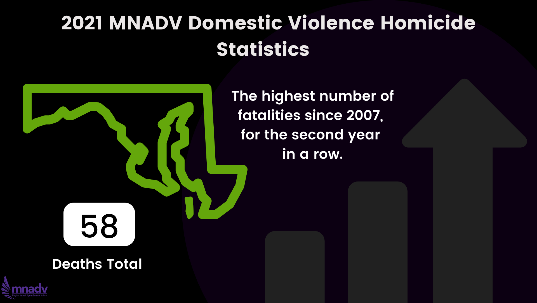 2021 MNADV Domestic Violence Homicide
Statistics
The highest number of
fatalities since 2007,
for the second year
in a row.
58
Deaths Total
mnadv